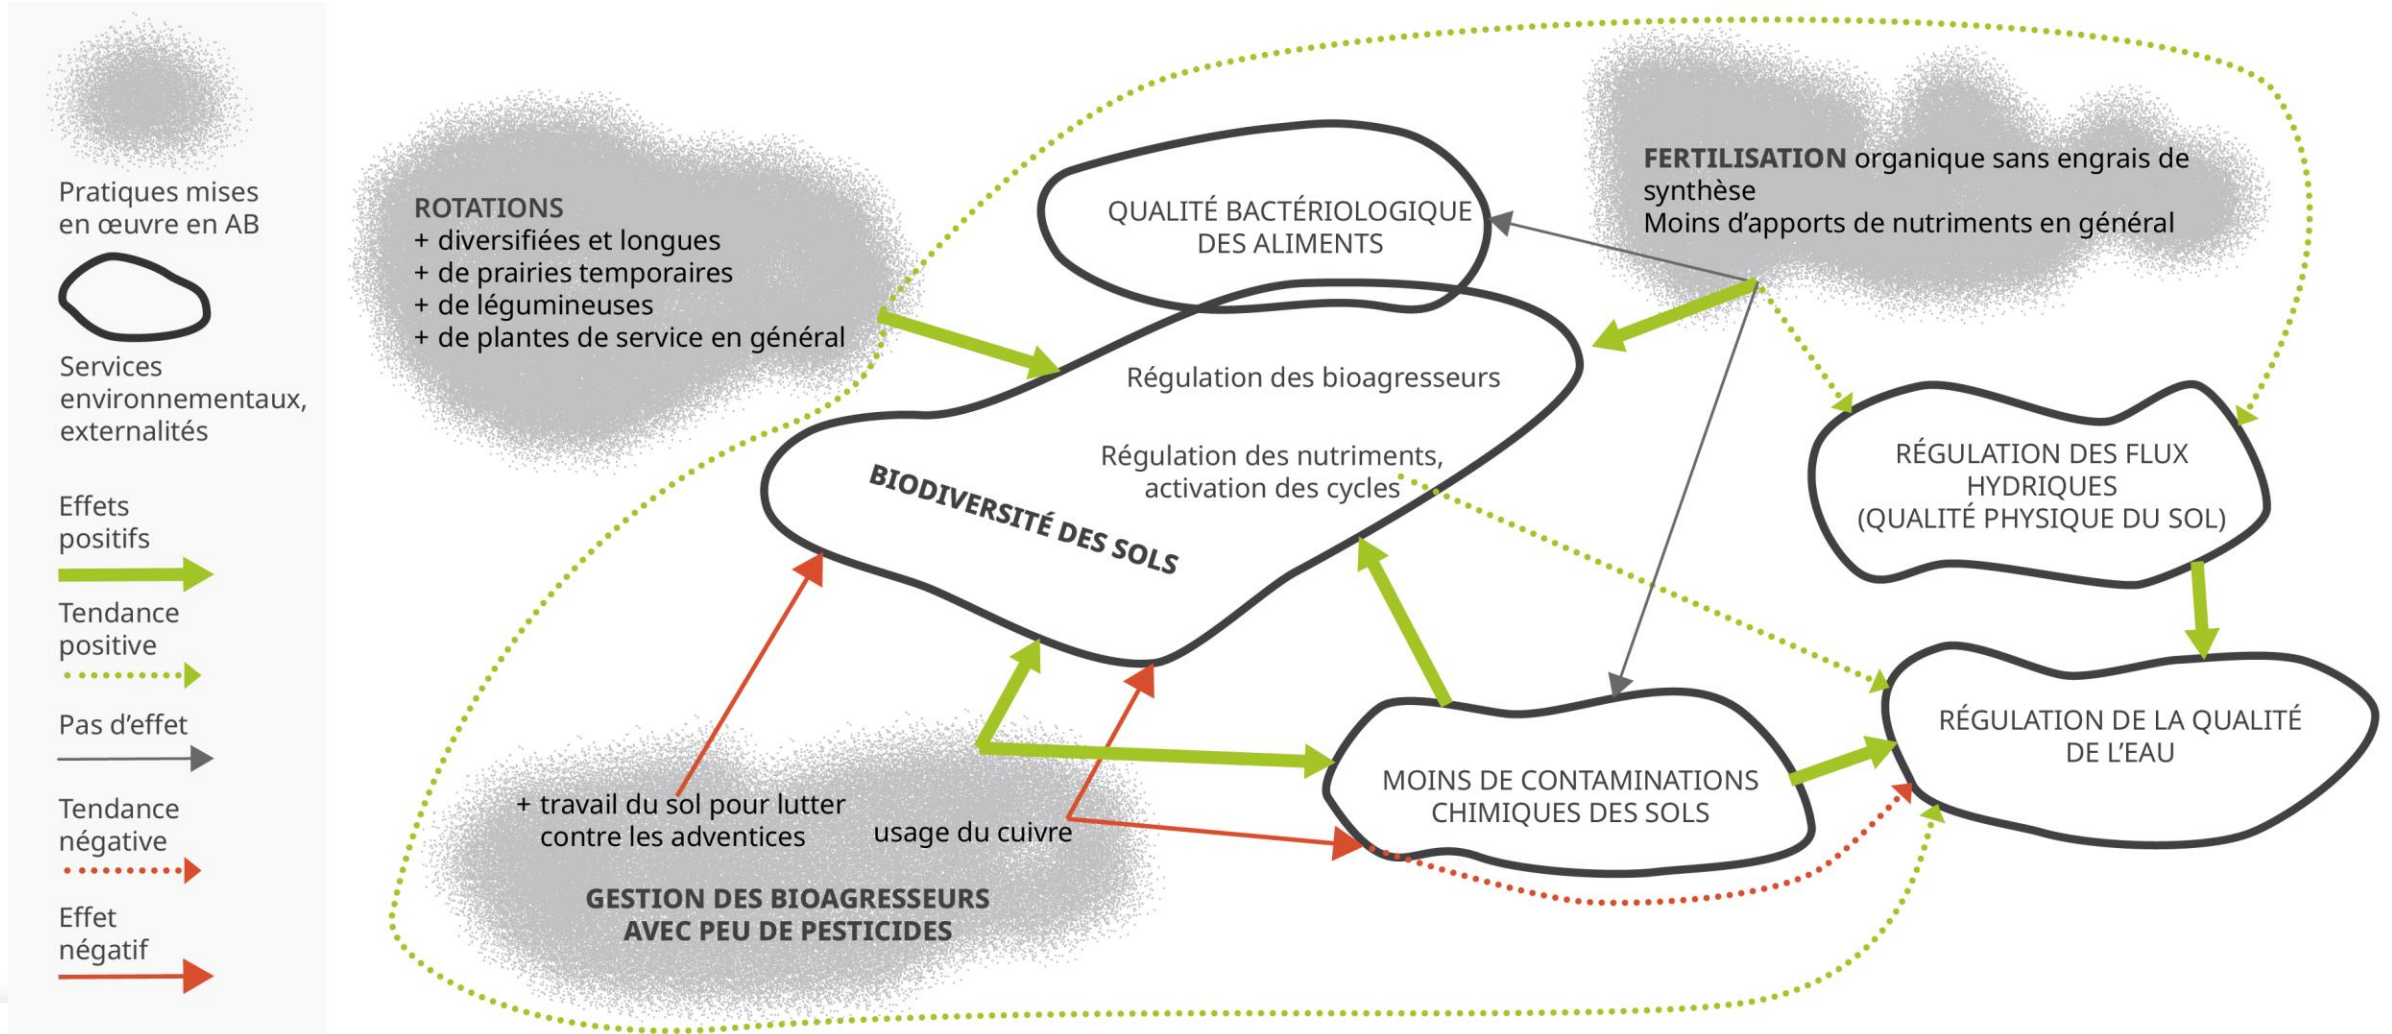 Pratiques mises
en œuvre en AB
Services
environnementaux,
externalités
Effets
positifs
Tendance
positive
Pas d’effet
Tendance
négative
Effet
négatif
ROTATIONS
+ diversifiées et longues
+ de prairies temporaires
+ de légumineuses
+ de plantes de service en général
QUALITÉ BACTÉRIOLOGIQUE
DES ALIMENTS
FERTILISATION organique sans engrais de
synthèse
Moins d’apports de nutriments en général
Régulation des bioagresseurs
Régulation des nutriments,
activation des cycles
BIODIVERSITÉ DES SOLS
RÉGULATION DES FLUX
HYDRIQUES
(QUALITÉ PHYSIQUE DU SOL)
RÉGULATION DE LA QUALITÉ
DE L’EAU
MOINS DE CONTAMINATIONS
CHIMIQUES DES SOLS
+ travail du sol pour lutter
contre les adventices
usage du cuivre
GESTION DES BIOAGRESSEURS
AVEC PEU DE PESTICIDES